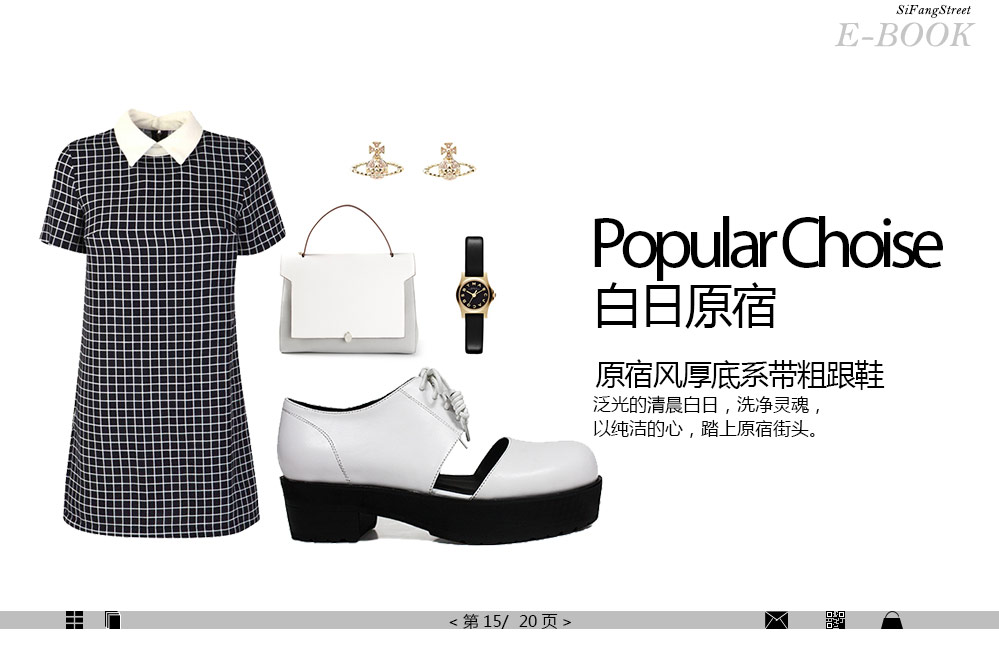 SiFangStreet
E-BOOK
Popular Choise
白日原宿
原宿风厚底系带粗跟鞋
泛光的清晨白日，洗净灵魂，
以纯洁的心，踏上原宿街头。
< 第 15/ 20 页 >